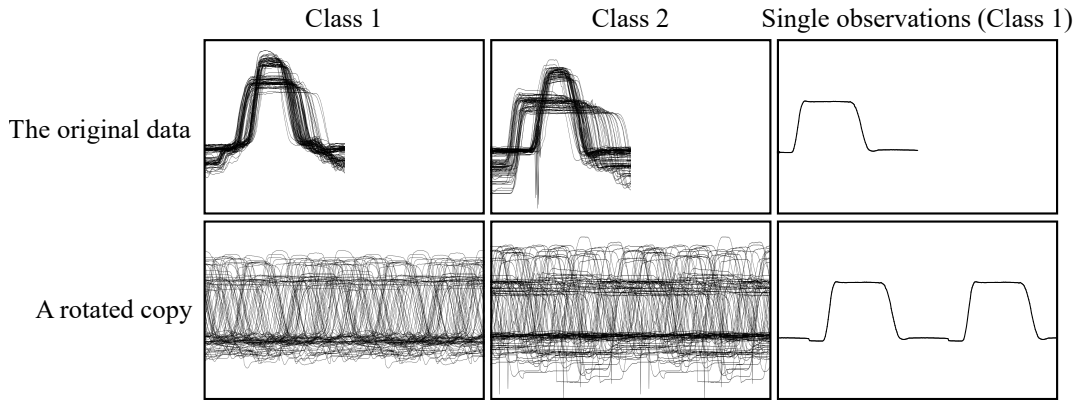 Class 1
Class 2
Single observations (Class 1)
The original data
A rotated copy